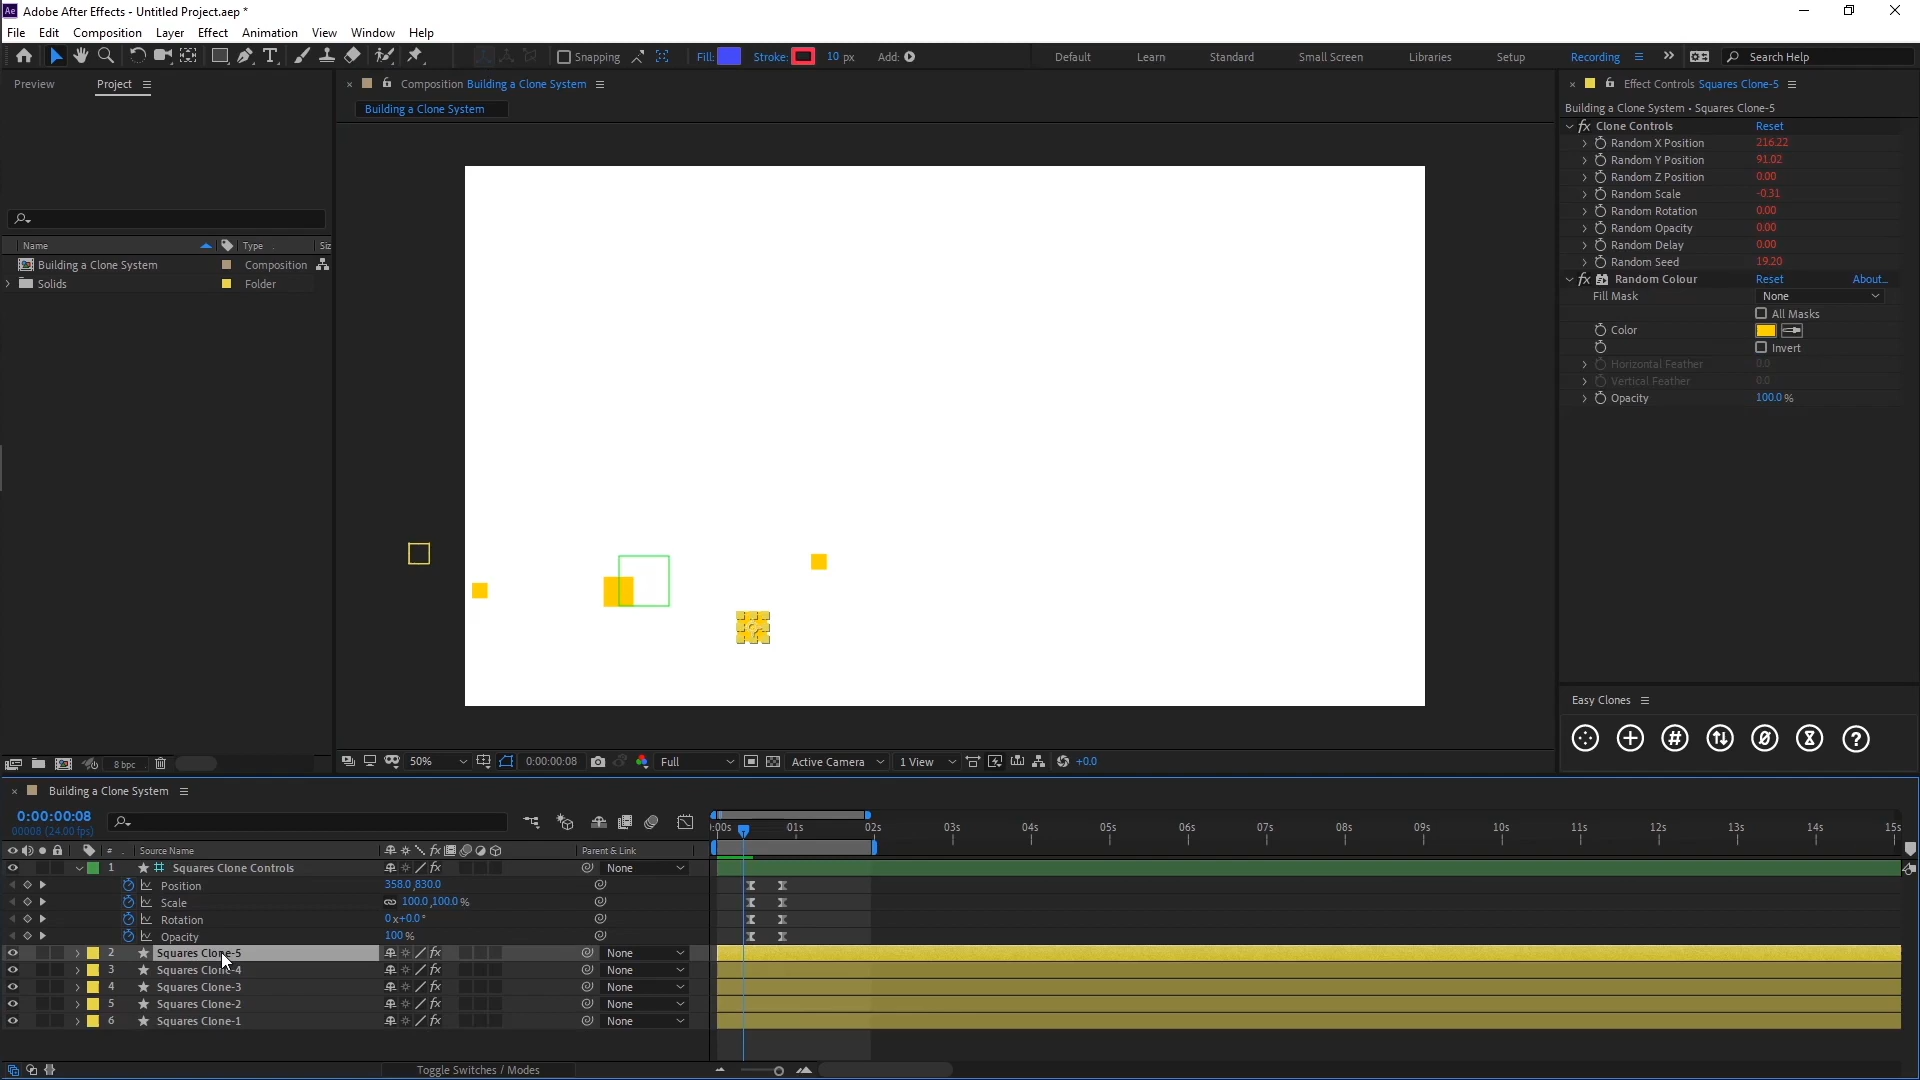 Ae Adobe After Effects - Untitled Project.aep *
File Edit Composition Layer Effect Animation View Window Help
Snapping Fill: Stroke: 10 px Add: Default Learn Standard Small Screen Libraries Setup Recording Search Help
Preview Project
Composition Building a Clone System
Building a Clone System
Name Type Siz
Building a Clone System Composition
Solids Folder
8 bpc
50% 0:00:00:08 Full Active Camera 1 View +0.0
Effect Controls Squares Clone-5
Building a Clone System • Squares Clone-5
fx Clone Controls Reset
Random X Position 216.22
Random Y Position 91.02
Random Z Position 0.00
Random Scale -0.31
Random Rotation 0.00
Random Opacity 0.00
Random Delay 0.00
Random Seed 19.20
fx Random Colour Reset About...
Fill Mask None
All Masks
Color
Invert
Horizontal Feather 0.0
Vertical Feather 0.0
Opacity 100.0 %
Easy Clones
Building a Clone System
0:00:00:08
00008 (24.00 fps)
:00s 01s 02s 03s 04s 05s 06s 07s 08s 09s 10s 11s 12s 13s 14s 15s
# Source Name fx Parent & Link
1 Squares Clone Controls fx None
Position 358.0,830.0
Scale 100.0,100.0 %
Rotation 0x+0.0°
Opacity 100 %
2 Squares Clone-5 fx None
3 Squares Clone-4 fx None
4 Squares Clone-3 fx None
5 Squares Clone-2 fx None
6 Squares Clone-1 fx None
Toggle Switches / Modes